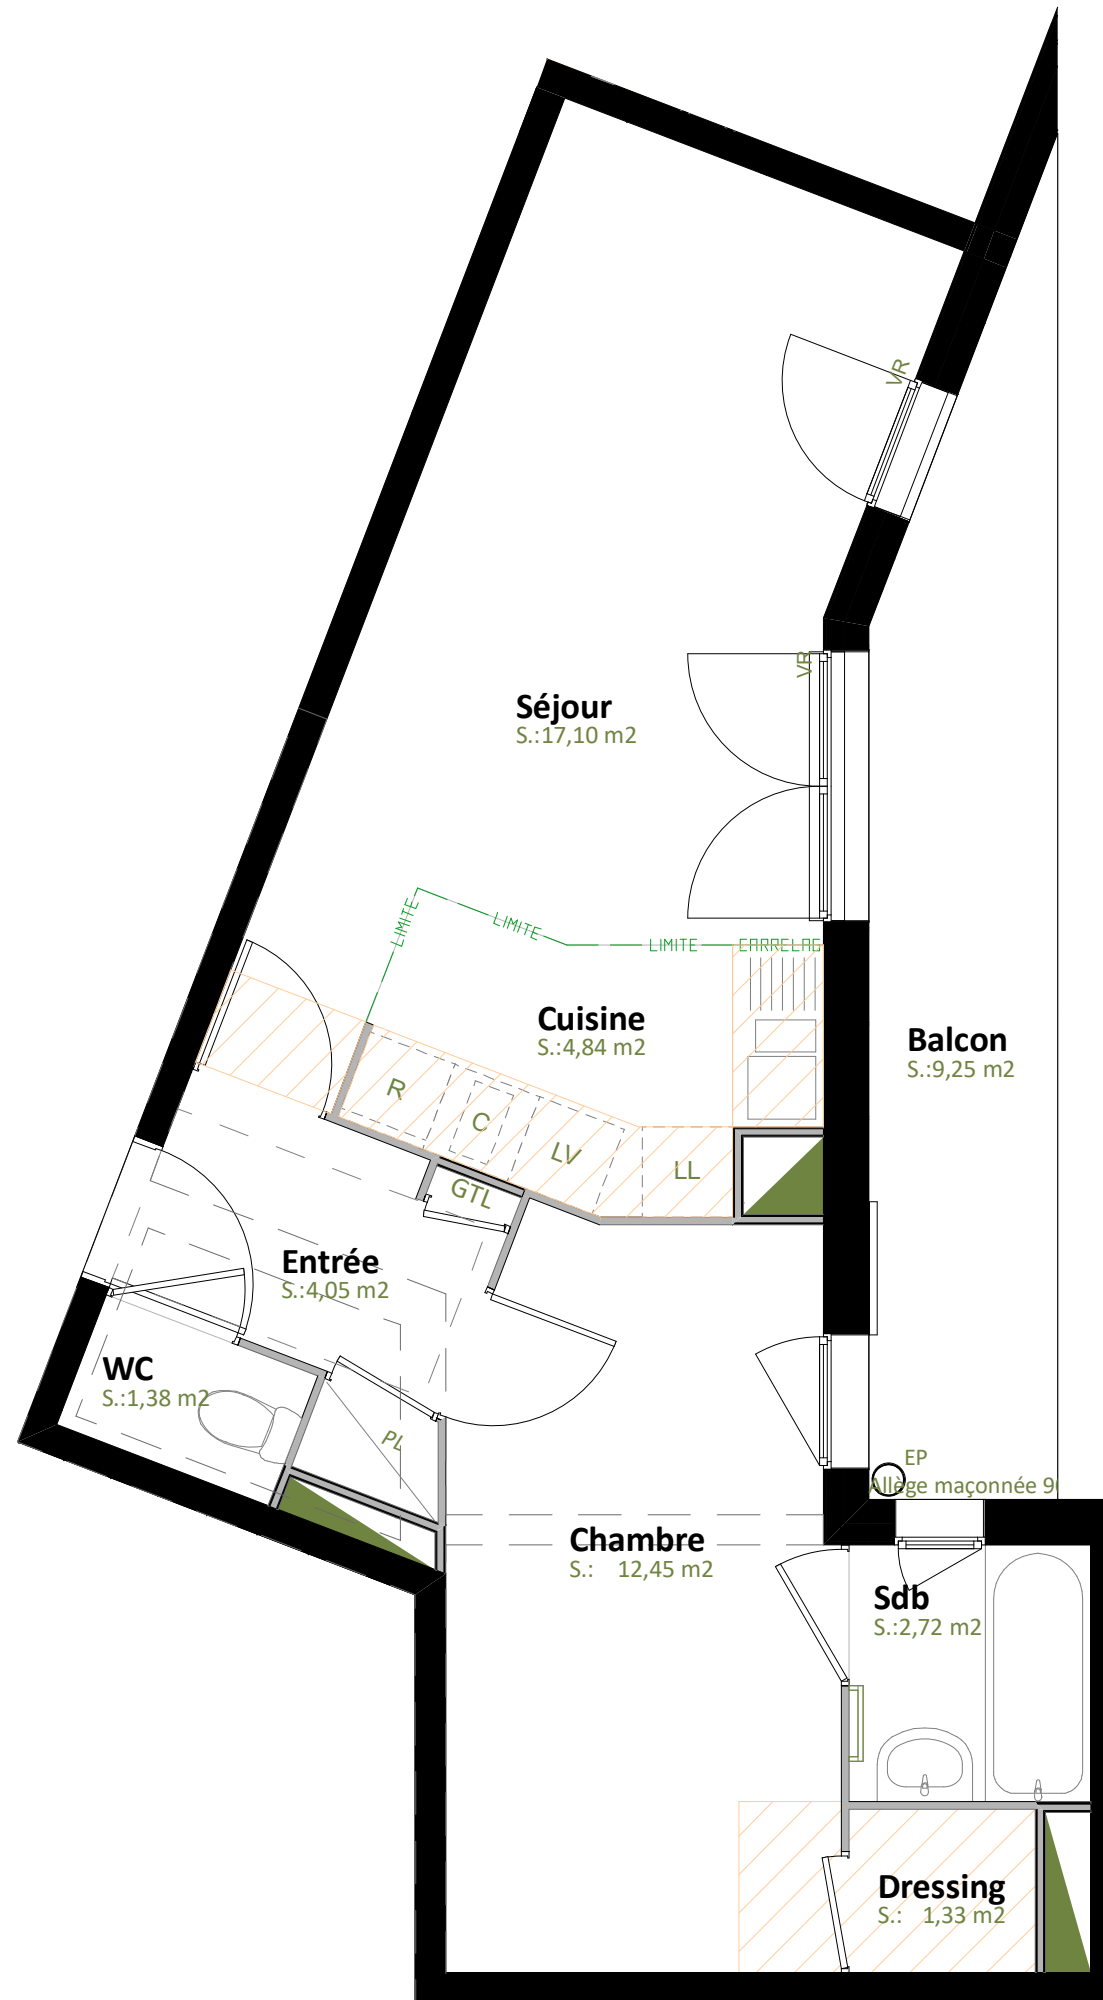 VR
VR
Séjour
S.:17,10 m2
LIMITE
LIMITE
LIMITE
CARRELAG
Cuisine
S.:4,84 m2
Balcon
S.:9,25 m2
R
C
LV
LL
GTL
Entrée
S.:4,05 m2
WC
S.:1,38 m2
PL
EP
Allège maçonnée 90
Chambre
S.: 12,45 m2
Sdb
S.:2,72 m2
Dressing
S.: 1,33 m2